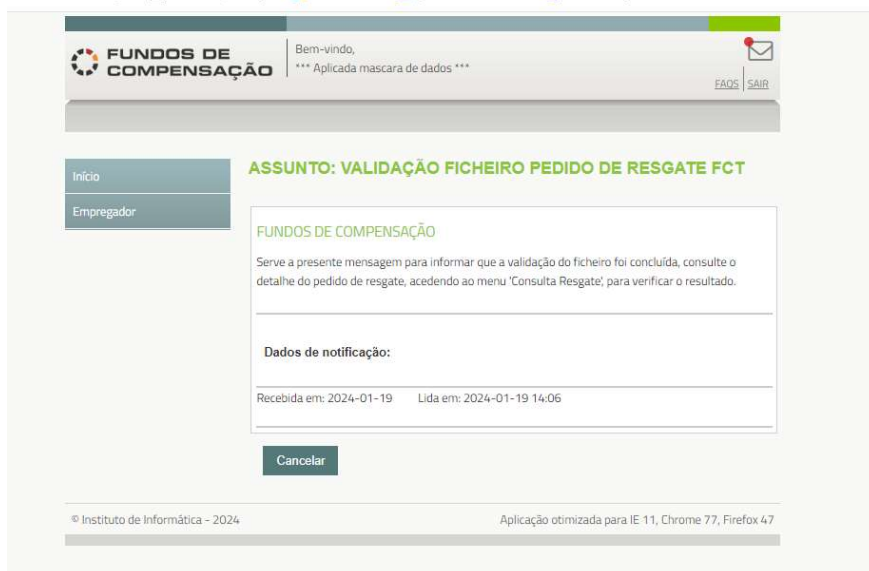 FUNDOS DE
COMPENSAÇÃO
Bem-vindo,
*** Aplicada mascara de dados ***
FAQS SAIR
Início
Empregador
ASSUNTO: VALIDAÇÃO FICHEIRO PEDIDO DE RESGATE FCT
FUNDOS DE COMPENSAÇÃO
Serve a presente mensagem para informar que a validação do ficheiro foi concluída, consulte o
detalhe do pedido de resgate, acedendo ao menu 'Consulta Resgate', para verificar o resultado.
Dados de notificação:
Recebida em: 2024-01-19 Lida em: 2024-01-19 14:06
Cancelar
© Instituto de Informática - 2024
Aplicação otimizada para IE 11, Chrome 77, Firefox 47